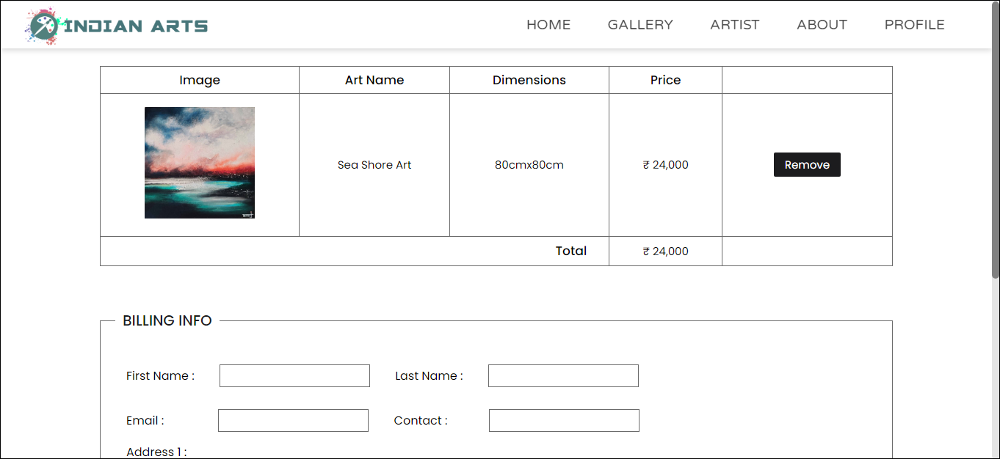 INDIAN ARTS
HOME GALLERY ARTIST ABOUT PROFILE
Image Art Name Dimensions Price
Sea Shore Art 80cmx80cm ₹ 24,000 Remove
Total ₹ 24,000
BILLING INFO
First Name : Last Name :
Email : Contact :
Address 1 :